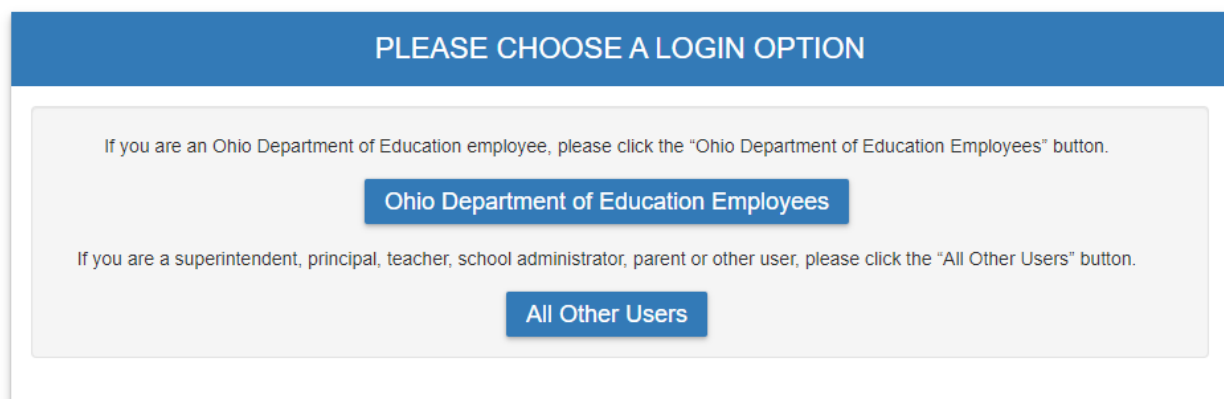 PLEASE CHOOSE A LOGIN OPTION
If you are an Ohio Department of Education employee, please click the “Ohio Department of Education Employees” button.
Ohio Department of Education Employees
If you are a superintendent, principal, teacher, school administrator, parent or other user, please click the “All Other Users” button.
All Other Users